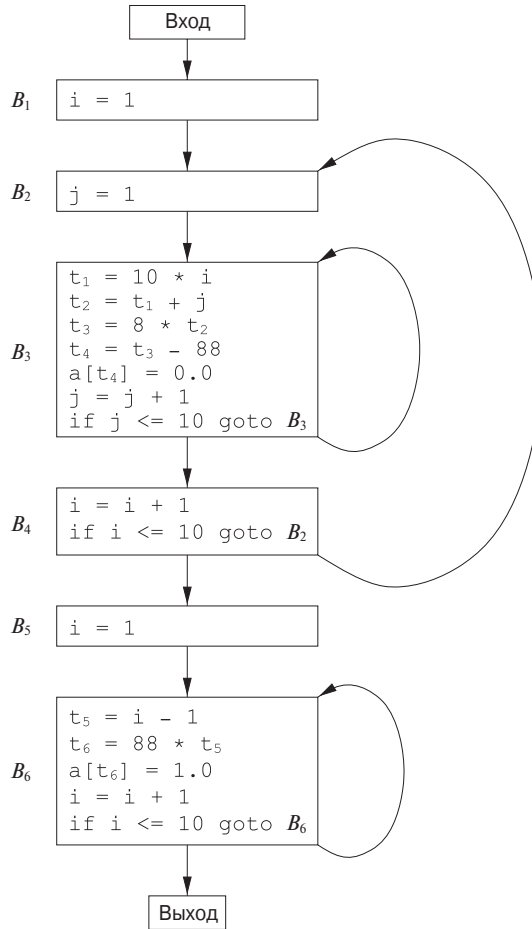 Вход
B₁
i = 1
B₂
j = 1
B₃
t₁ = 10 * i
t₂ = t₁ + j
t₃ = 8 * t₂
t₄ = t₃ - 88
a[t₄] = 0.0
j = j + 1
if j <= 10 goto B₃
B₄
i = i + 1
if i <= 10 goto B₂
B₅
i = 1
B₆
t₅ = i - 1
t₆ = 88 * t₅
a[t₆] = 1.0
i = i + 1
if i <= 10 goto B₆
Выход